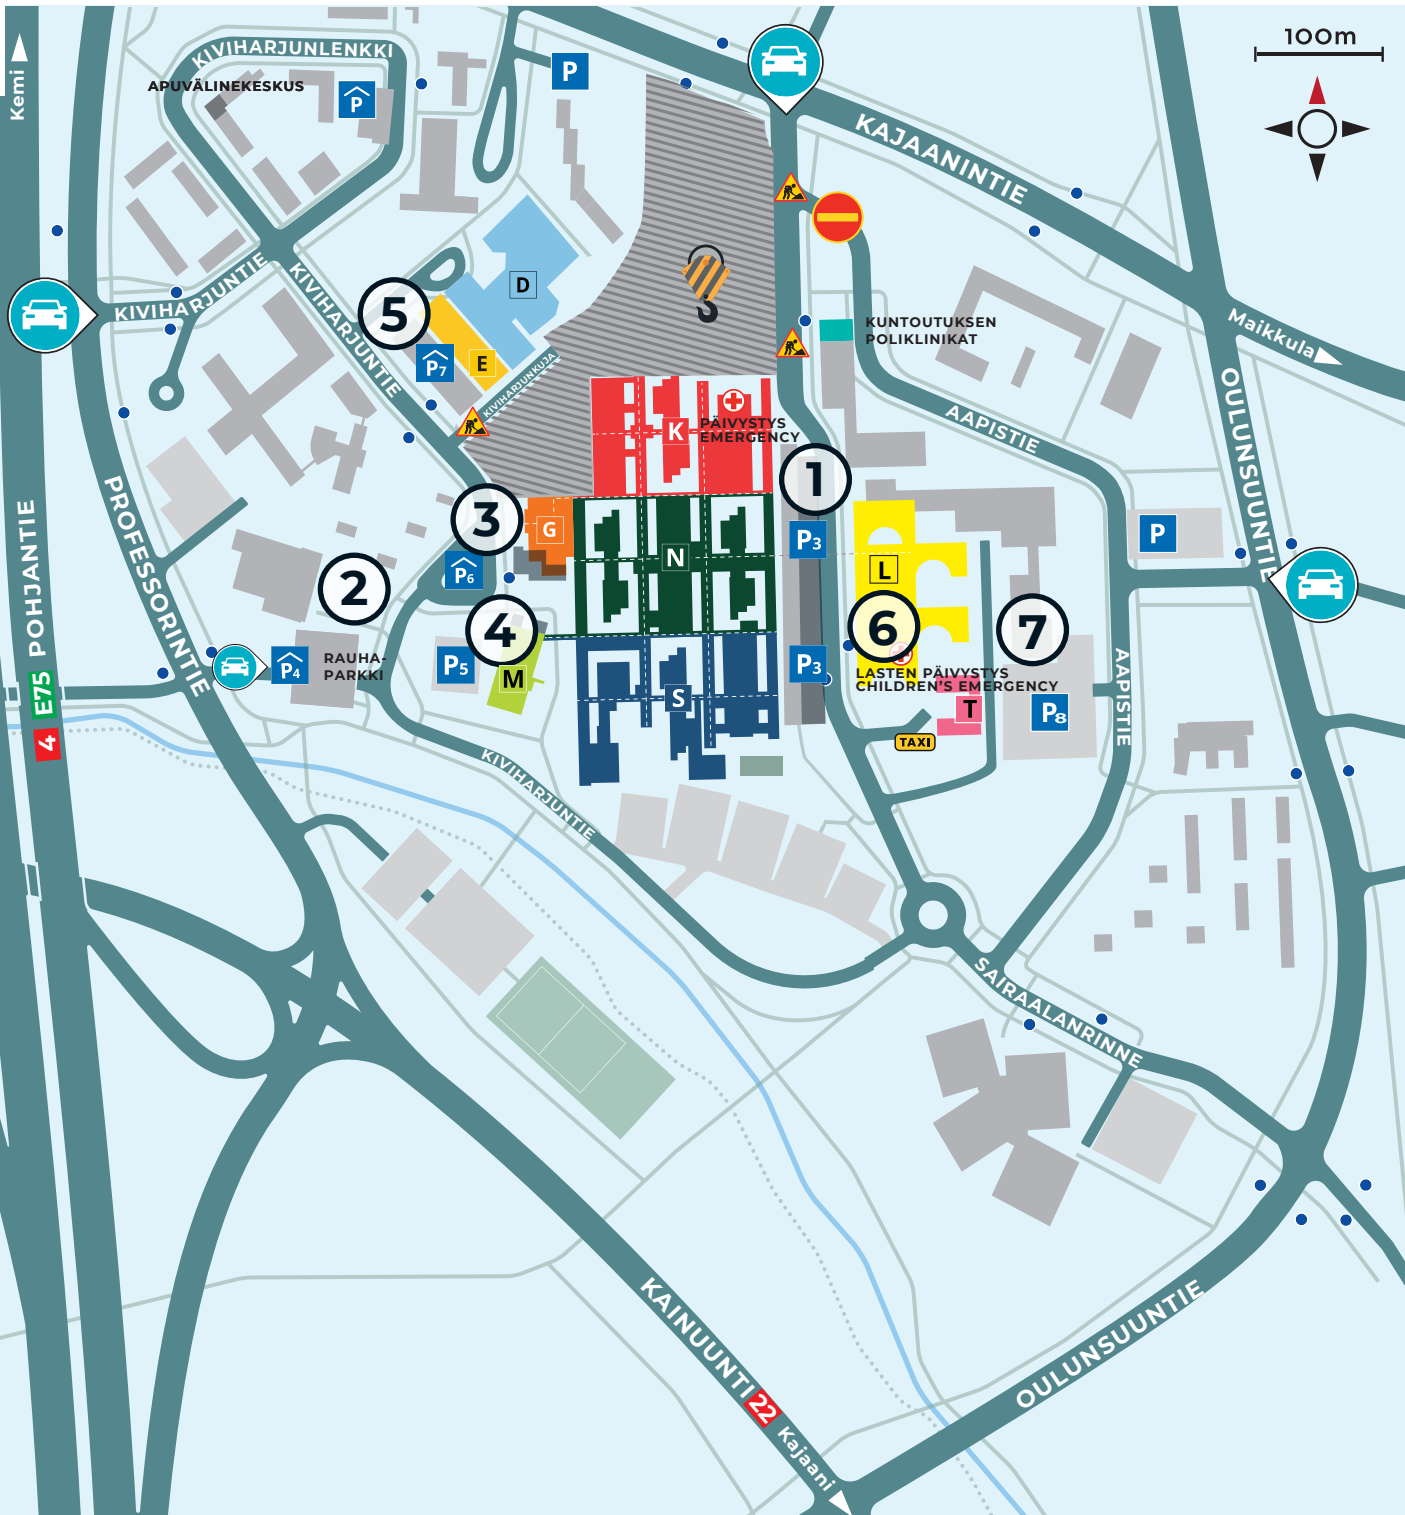 100m
Kemi
KIVIHARJUNLENKKI
APUVÄLINEKESKUS
P
P
KAJAANINTIE
KIVIHARJUNTIE
KIVIHARJUNTIE
5
D
P7
E
KIVIHARJUNKUJA
KUNTOUTUKSEN
POLIKLINIKAT
Maikkula
OULUNSUUNTIE
AAPISTIE
K
PÄIVYSTYS
EMERGENCY
1
PROFESSORINTIE
POHJANTIE
3
G
N
P3
L
P
2
P6
4
6
7
P4
RAUHA-
PARKKI
P5
M
S
P3
LASTEN PÄIVYSTYS
CHILDREN'S EMERGENCY
T
P8
AAPISTIE
E75
4
TAXI
KIVIHARJUNTIE
SAIRAALANRINNE
KAINUUNTI
22
Kajaani
OULUNSUUNTIE